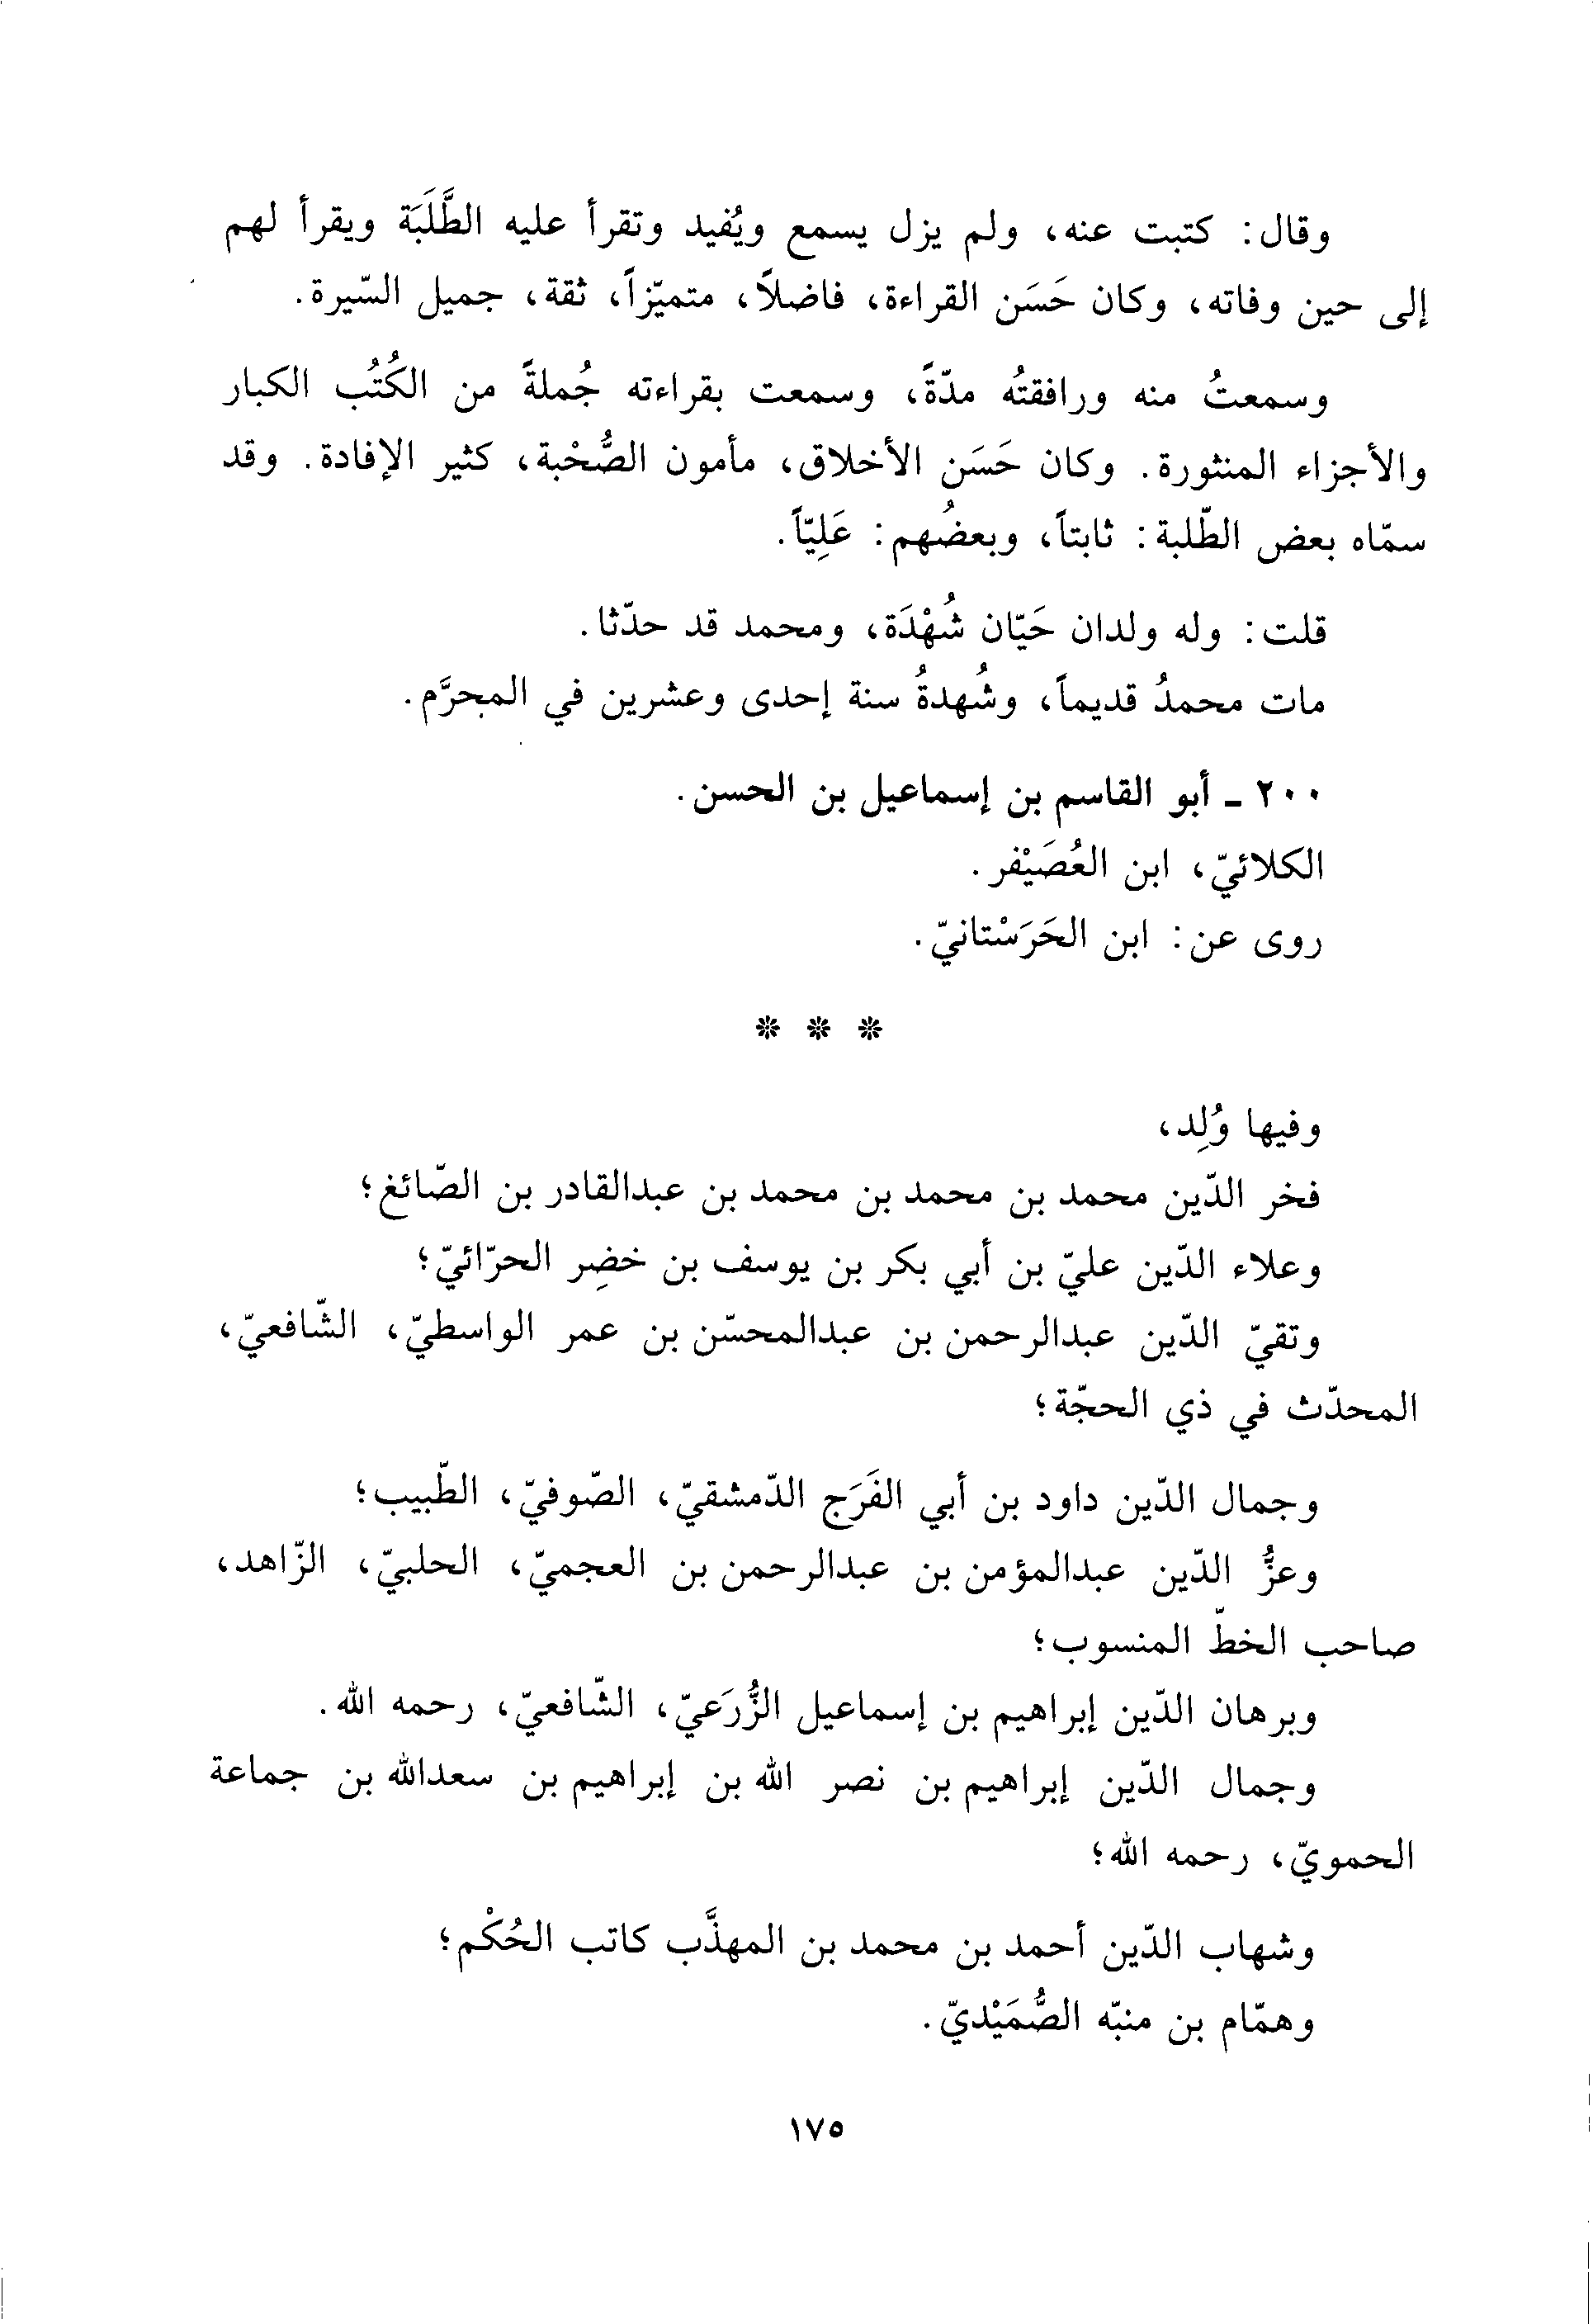 وقال: كتبت عنه، ولم يزل يسمع ويُفيد وتقرأ عليه الطَّلَبَة ويقرأ لهم
إلى حين وفاته، وكان حَسَن القراءة، فاضلاً، متميّزاً، ثقة، جميل السّيرة.
وسمعتُ منه ورافقتُه مدّةً، وسمعت بقراءته جُملةً من الكُتُب الكبار
والأجزاء المنثورة. وكان حَسَن الأخلاق، مأمون الصُّحْبة، كثير الإفادة. وقد
سمّاه بعض الطّلبة: ثابتاً، وبعضُهم: عَلِيّاً.
قلت: وله ولدان حَيّان شُهْدَة، ومحمد قد حدّثا.
مات محمدُ قديماً، وشُهدةُ سنة إحدى وعشرين في المحرَّم.
٢٠٠ - أبو القاسم بن إسماعيل بن الحسن.
الكلائيّ، ابن العُصَيْفر.
روى عن: ابن الحَرَسْتانيّ.
* * *
وفيها وُلِد،
فخر الدّين محمد بن محمد بن محمد بن عبدالقادر بن الصّائغ؛
وعلاء الدّين عليّ بن أبي بكر بن يوسف بن خضِر الحرّائيّ؛
وتقيّ الدّين عبدالرحمن بن عبدالمحسّن بن عمر الواسطيّ، الشّافعيّ،
المحدّث في ذي الحجّة؛
وجمال الدّين داود بن أبي الفَرَج الدّمشقيّ، الصّوفيّ، الطّبيب؛
وعزُّ الدّين عبدالمؤمن بن عبدالرحمن بن العجميّ، الحلبيّ، الزّاهد،
صاحب الخطّ المنسوب؛
وبرهان الدّين إبراهيم بن إسماعيل الزُّرَعيّ، الشّافعيّ، رحمه الله.
وجمال الدّين إبراهيم بن نصر الله بن إبراهيم بن سعدالله بن جماعة
الحمويّ، رحمه الله؛
وشهاب الدّين أحمد بن محمد بن المهذَّب كاتب الحُكْم؛
وهمّام بن منبّه الصُّمَيْديّ.
١٧٥